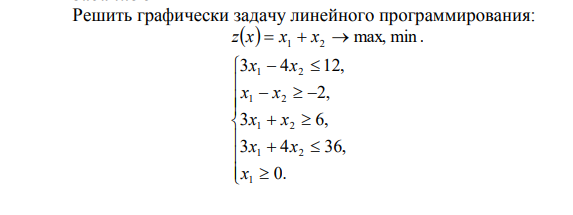 Решить графически задачу линейного программирования:
z(x) = x₁ + x₂ → max, min .
3x₁ − 4x₂ ≤ 12,
x₁ − x₂ ≥ −2,
3x₁ + x₂ ≥ 6,
3x₁ + 4x₂ ≤ 36,
x₁ ≥ 0.